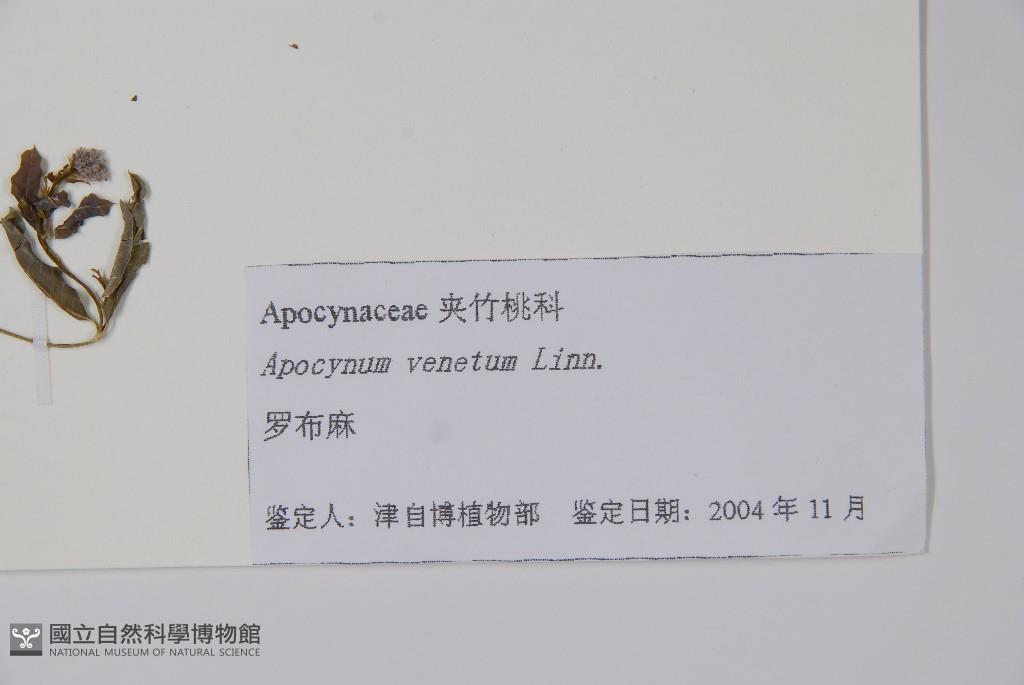 Apocynaceae 夹竹桃科
Apocynum venetum Linn.
罗布麻
鉴定人：津自博植物部 鉴定日期：2004 年 11 月
國立自然科學博物館
NATIONAL MUSEUM OF NATURAL SCIENCE